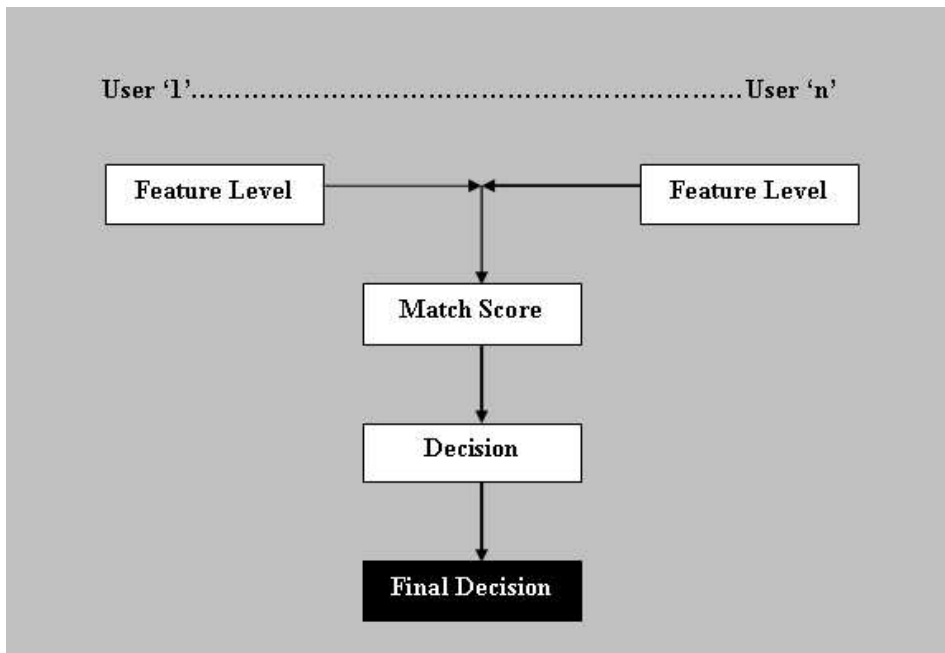 User ‘1’……………………………………………………………User ‘n’
Feature Level
Feature Level
Match Score
Decision
Final Decision